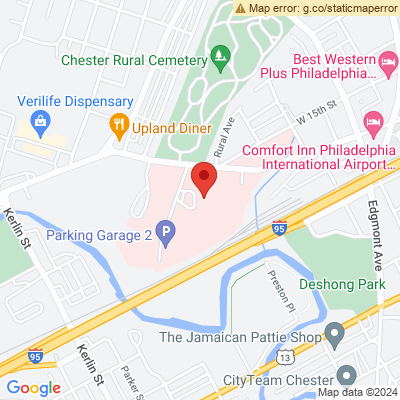 Map error: g.co/staticmaperror
Chester Rural Cemetery
Best Western
Plus Philadelphia...
Verilife Dispensary
Upland Diner
Rural Ave
W 15th St
Comfort Inn Philadelphia
International Airport...
Kerlin St
Parking Garage 2
P
95
Edgmont Ave
Deshong Park
Preston Pl
The Jamaican Pattie Shop
95
13
Kerlin St
Parker S
CityTeam Chester
Google
Map data ©2024